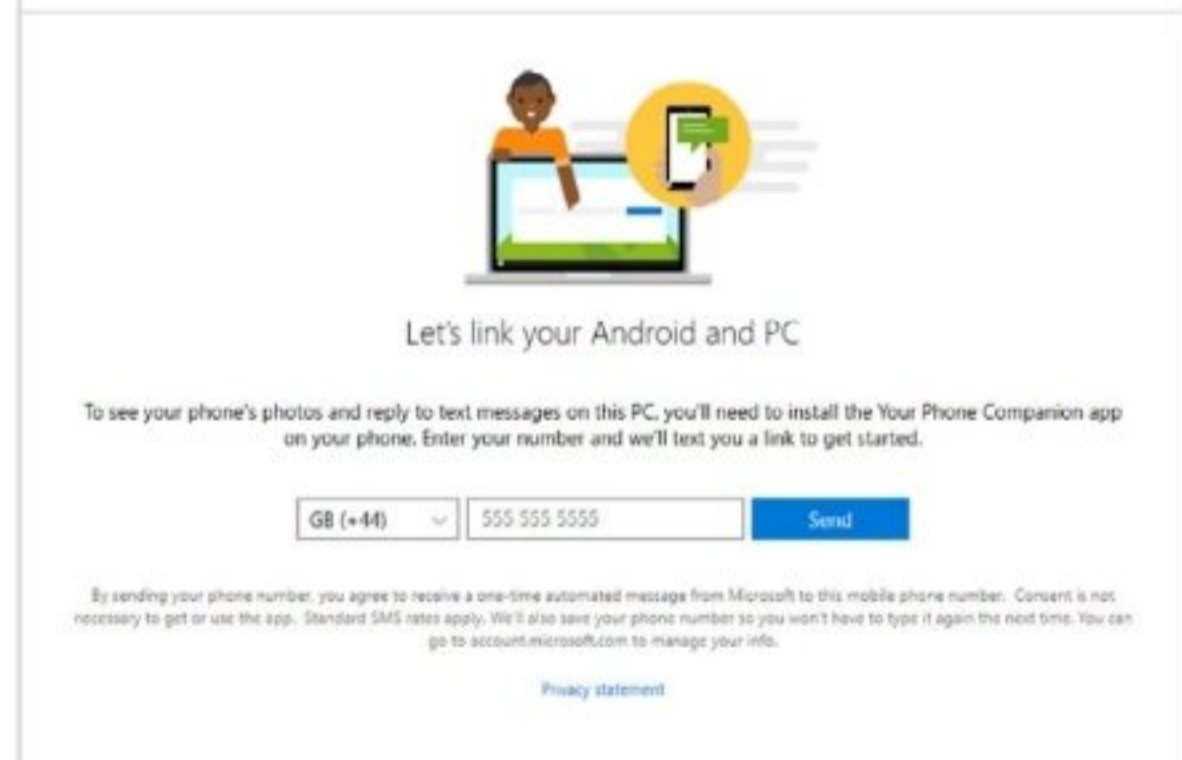 Let's link your Android and PC
To see your phone's photos and reply to text messages on this PC, you'll need to install the Your Phone Companion app
on your phone. Enter your number and we'll text you a link to get started.
GB (+44) 555 555 5555 Send
By sending your phone number, you agree to receive a one-time automated message from Microsoft to this mobile phone number. Consent is not
necessary to get or use the app. Standard SMS rates apply. We'll also save your phone number so you won't have to type it again the next time. You can
go to account.microsoft.com to manage your info.
Privacy statement